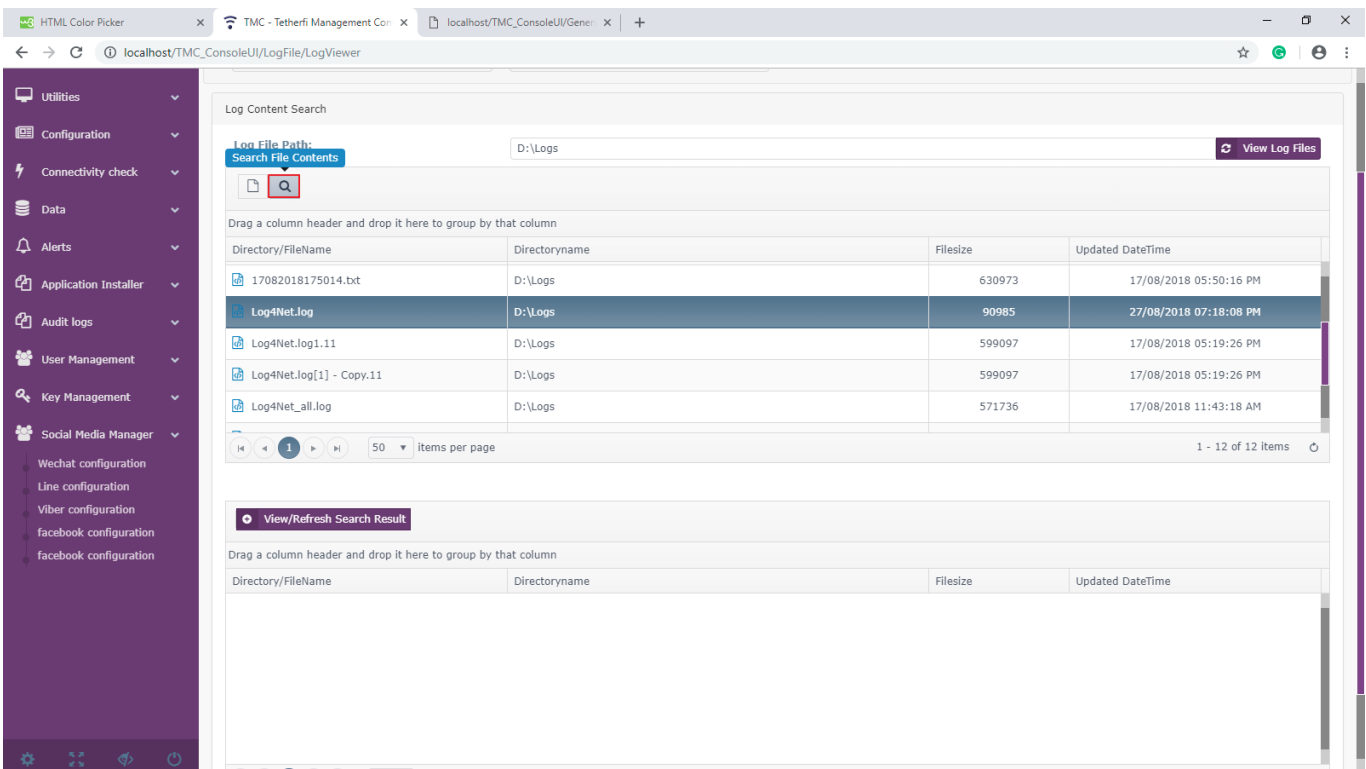 HTML Color Picker
TMC - Tetherfi Management Con
localhost/TMC_ConsoleUI/Gener
localhost/TMC_ConsoleUI/LogFile/LogViewer
Utilities
Configuration
Connectivity check
Data
Alerts
Application Installer
Audit logs
User Management
Key Management
Social Media Manager
Wechat configuration
Line configuration
Viber configuration
facebook configuration
facebook configuration
Log Content Search
Log File Path:
D:\Logs
View Log Files
Search File Contents
Drag a column header and drop it here to group by that column
Directory/FileName Directoryname Filesize Updated DateTime
17082018175014.txt D:\Logs 630973 17/08/2018 05:50:16 PM
Log4Net.log D:\Logs 90985 27/08/2018 07:18:08 PM
Log4Net.log1.11 D:\Logs 599097 17/08/2018 05:19:26 PM
Log4Net.log[1] - Copy.11 D:\Logs 599097 17/08/2018 05:19:26 PM
Log4Net_all.log D:\Logs 571736 17/08/2018 11:43:18 AM
1 50 items per page 1 - 12 of 12 items
View/Refresh Search Result
Drag a column header and drop it here to group by that column
Directory/FileName Directoryname Filesize Updated DateTime